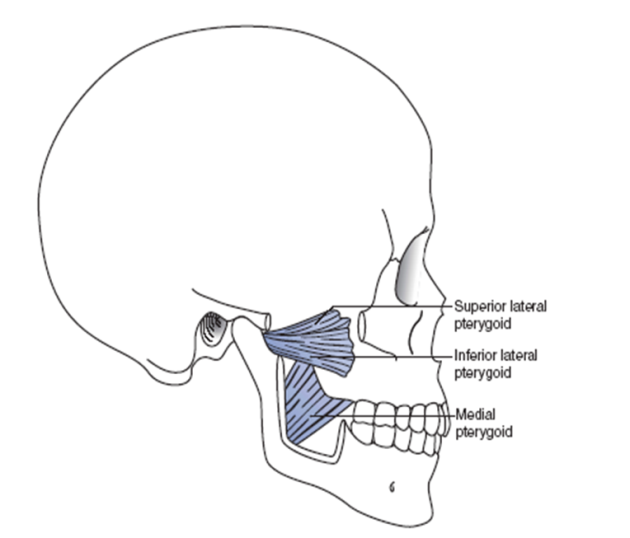 Superior lateral
pterygoid
Inferior lateral
pterygoid
Medial
pterygoid